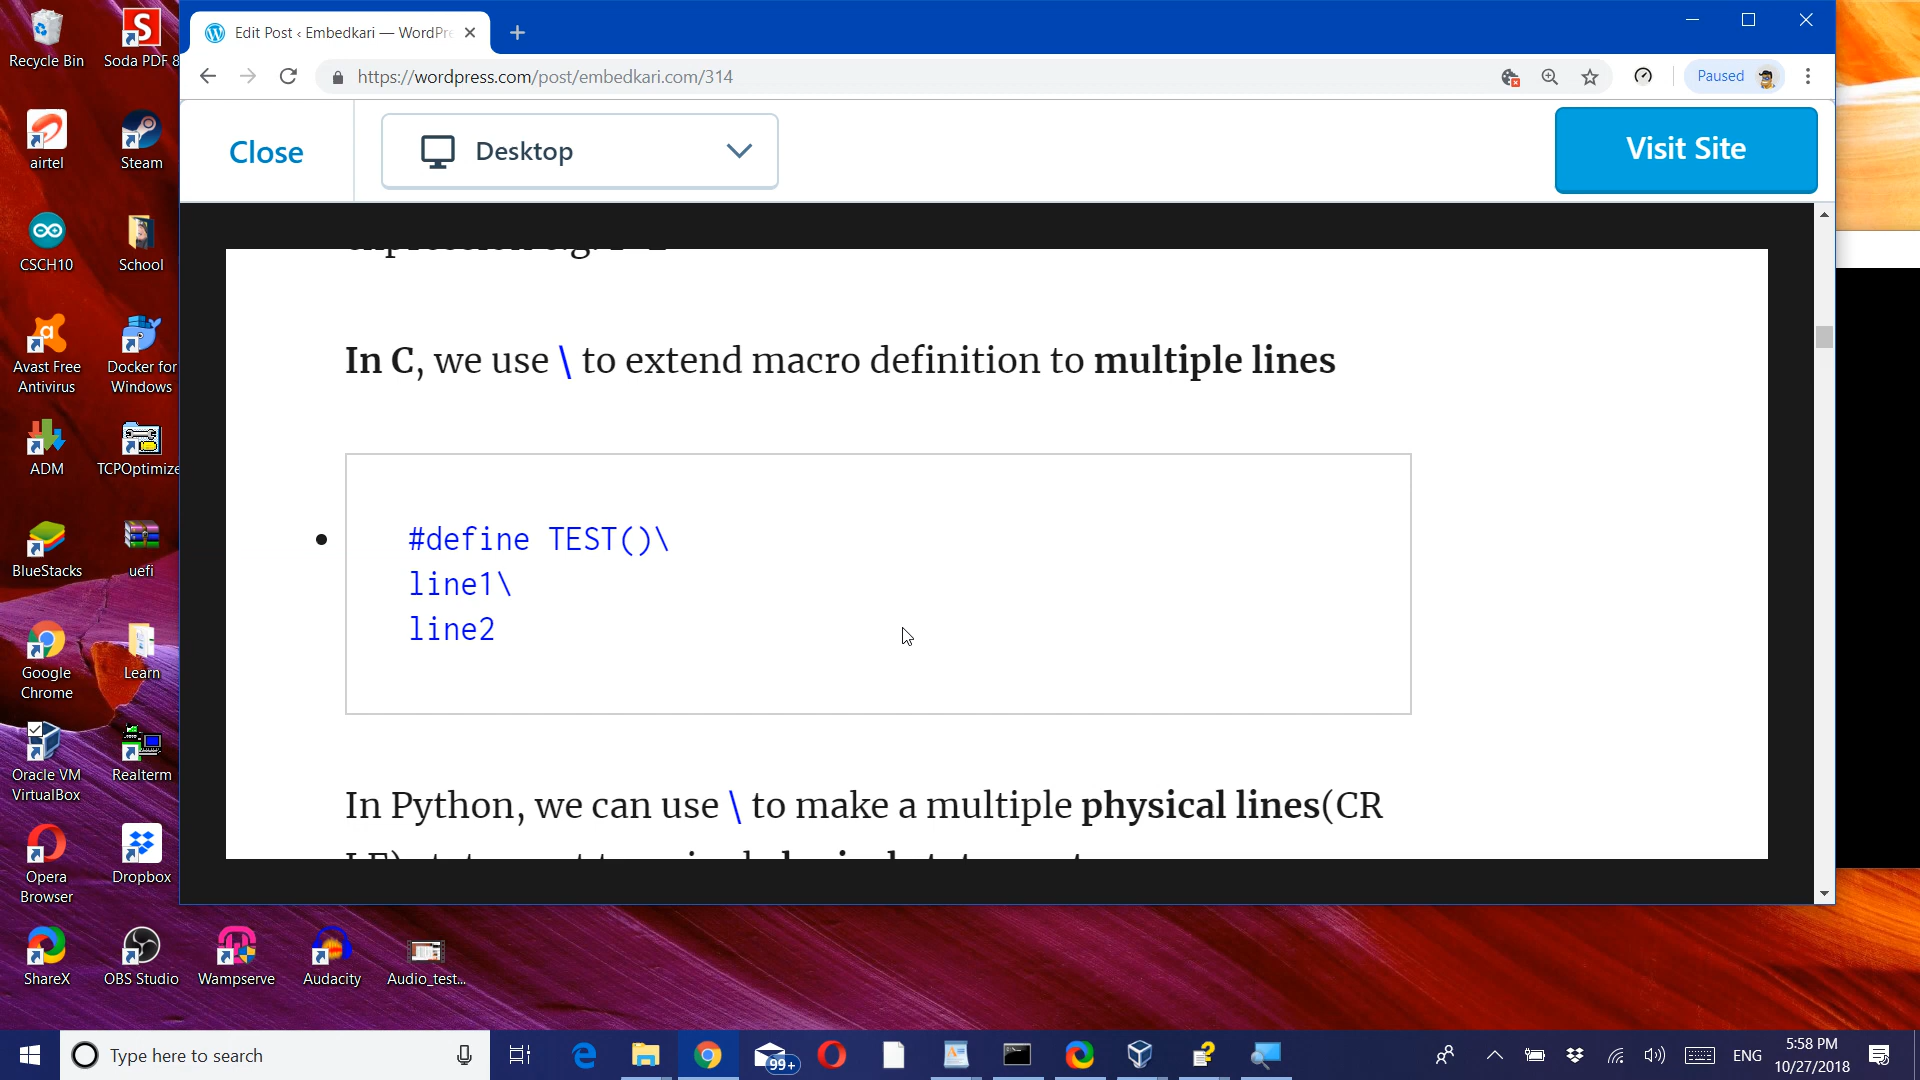 Recycle Bin
Soda PDF 8
airtel
Steam
CSCH10
School
Avast Free
Antivirus
Docker for
Windows
ADM
TCPOptimize
BlueStacks
uefi
Google
Chrome
Learn
Oracle VM
VirtualBox
Realterm
Opera
Browser
Dropbox
ShareX
OBS Studio
Wampserve
Audacity
Audio_test...
Edit Post ‹ Embedkari — WordPre
https://wordpress.com/post/embedkari.com/314
Paused
Close
Desktop
Visit Site
In C, we use \ to extend macro definition to multiple lines
#define TEST()\
line1\
line2
In Python, we can use \ to make a multiple physical lines(CR
Type here to search
99+
ENG
5:58 PM
10/27/2018